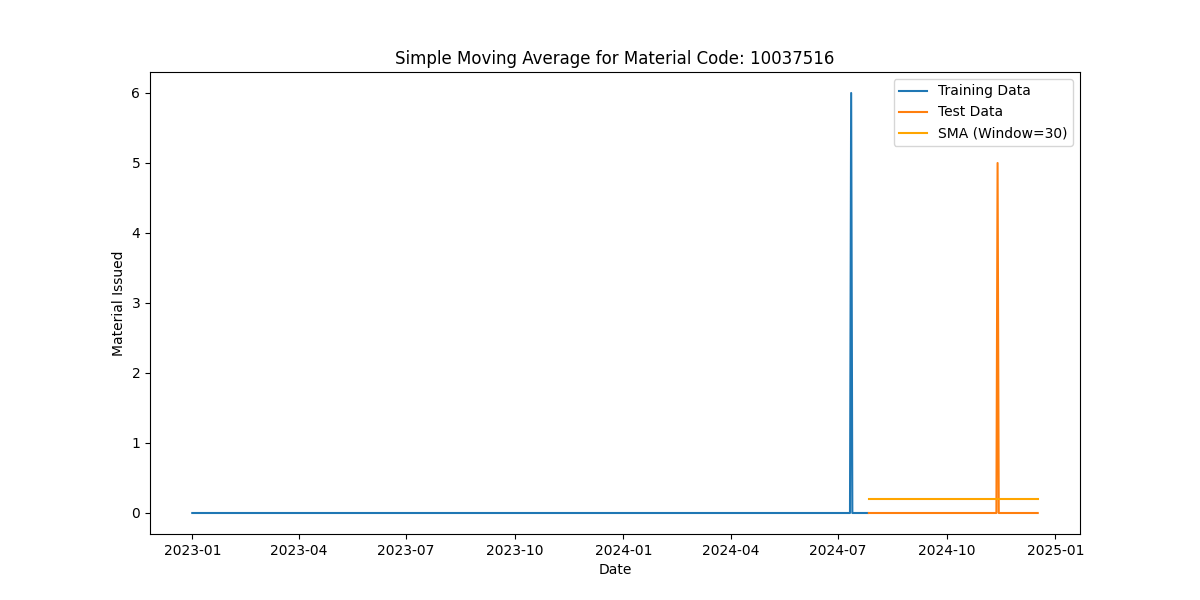 Simple Moving Average for Material Code: 10037516
Training Data
Test Data
SMA (Window=30)
6
5
4
3
2
1
0
Material Issued
2023-01 2023-04 2023-07 2023-10 2024-01 2024-04 2024-07 2024-10 2025-01
Date